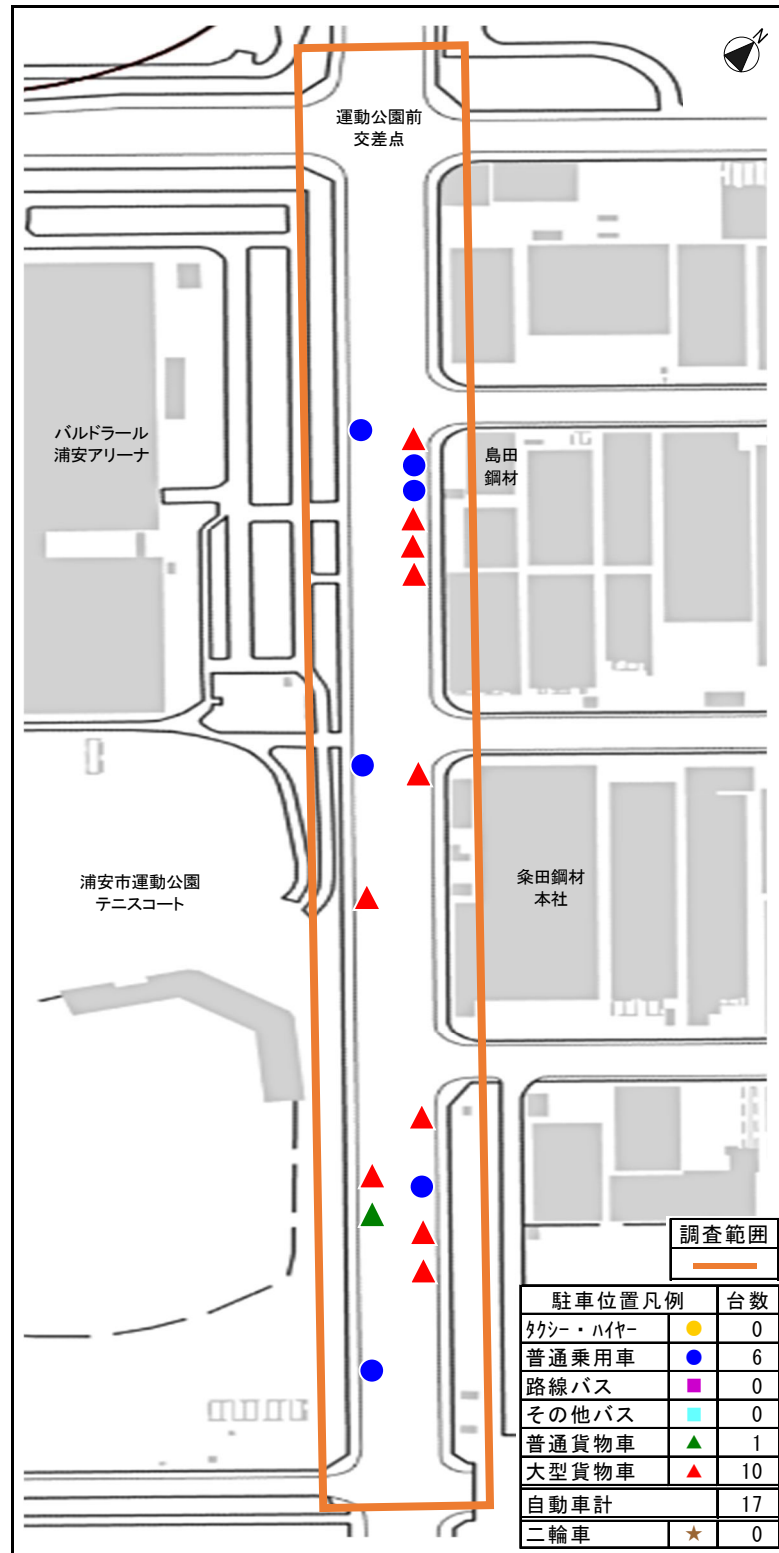 N
運動公園前
交差点
バルドラール
浦安アリーナ
島田
鋼材
浦安市運動公園
テニスコート
粂田鋼材
本社
調査範囲
駐車位置凡例 台数
ﾀｸｼｰ・ﾊｲﾔｰ 0
普通乗用車 6
路線バス 0
その他バス 0
普通貨物車 1
大型貨物車 10
自動車計 17
二輪車 0